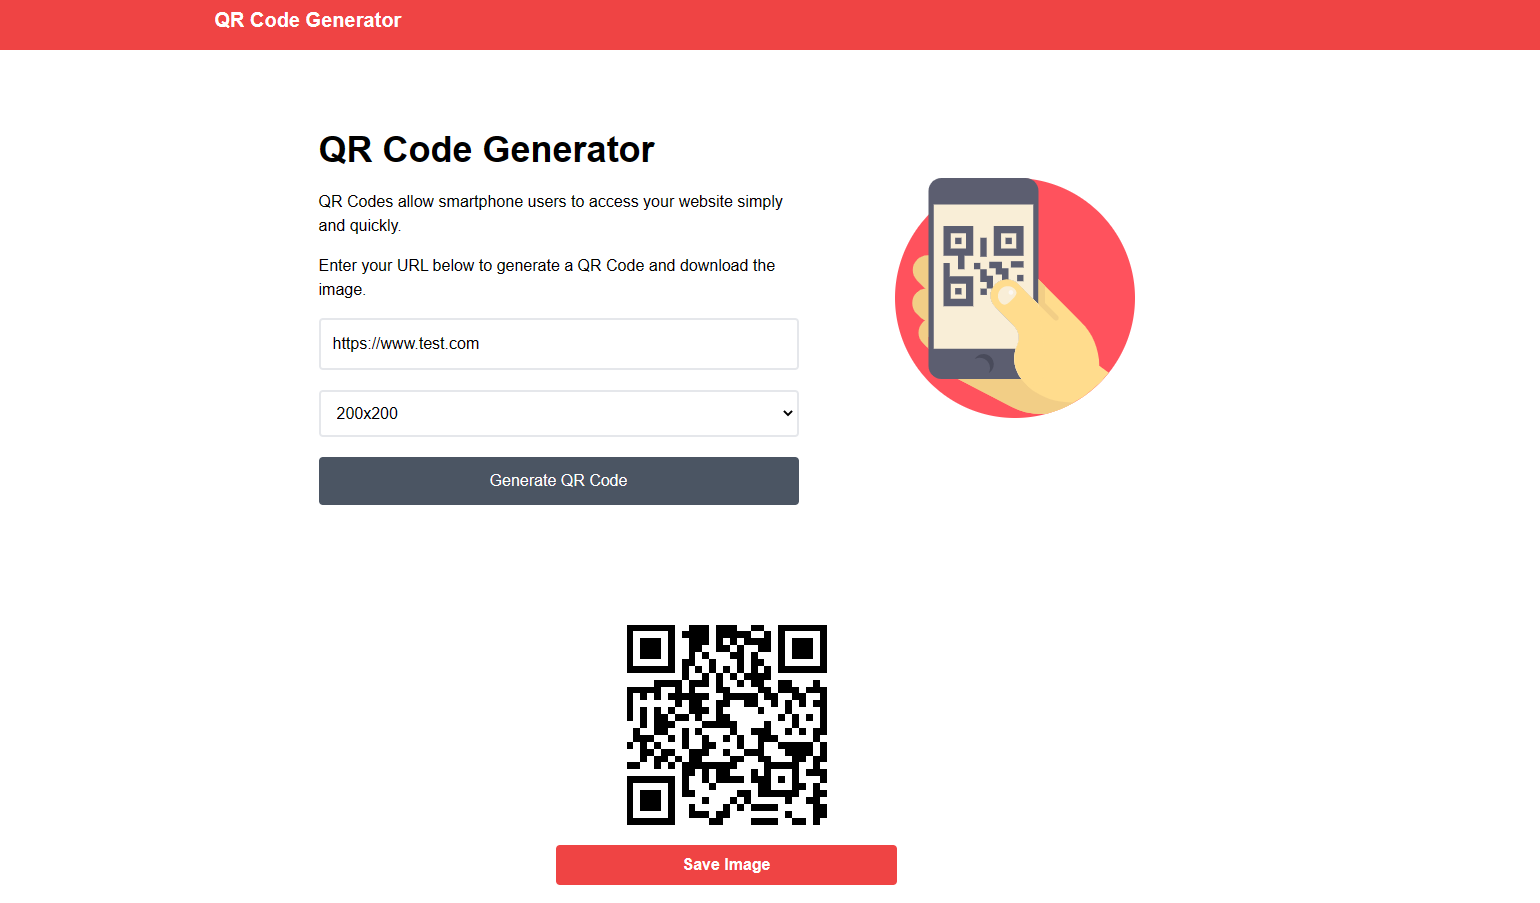 QR Code Generator
QR Code Generator
QR Codes allow smartphone users to access your website simply
and quickly.
Enter your URL below to generate a QR Code and download the
image.
https://www.test.com
200x200
Generate QR Code
Save Image